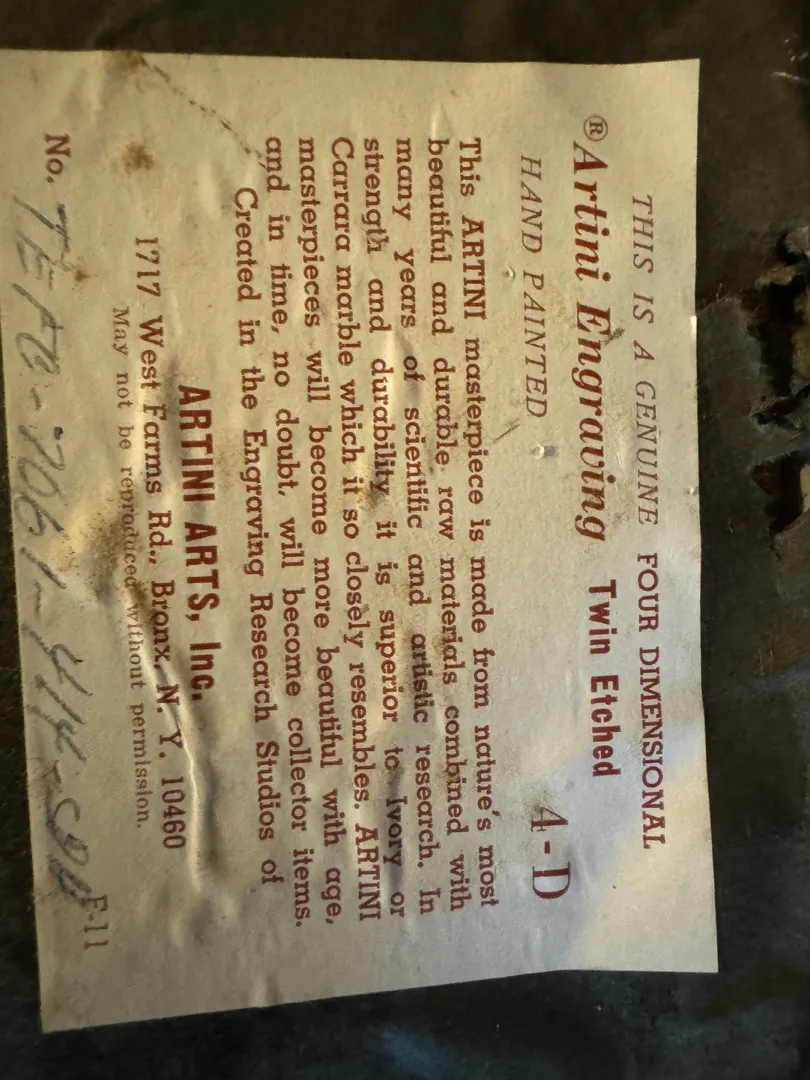 THIS IS A GENUINE FOUR DIMENSIONAL
®Artini Engraving Twin Etched
HAND PAINTED 4-D
This ARTINI masterpiece is made from nature's most
beautiful and durable raw materials combined with
many years of scientific and artistic research. In
strength and durability it is superior to Ivory or
Carrara marble which it so closely resembles. ARTINI
masterpieces will become more beautiful with age,
and in time, no doubt, will become collector items.
Created in the Engraving Research Studios of
ARTINI ARTS, Inc.
1717 West Farms Rd., Bronx, N. Y. 10460
May not be reproduced without permission.
No.
F-11